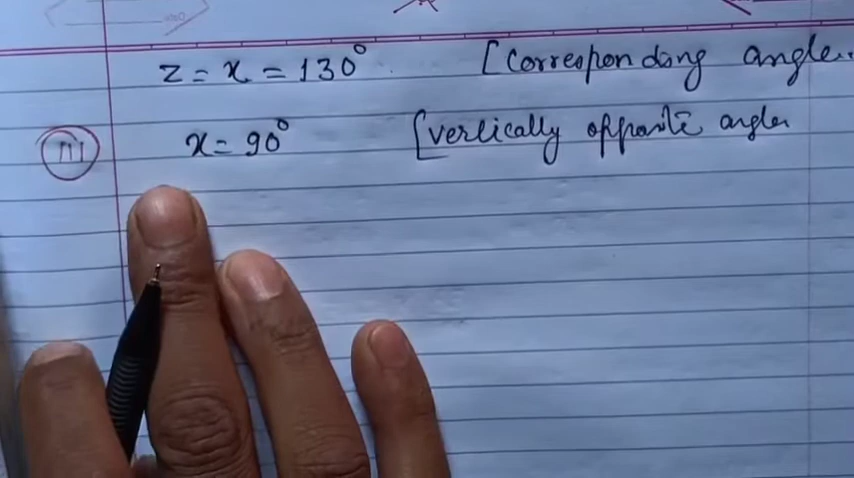 z = x = 130° [Corresponding angle.
(iii) x = 90° [vertically opposite angles